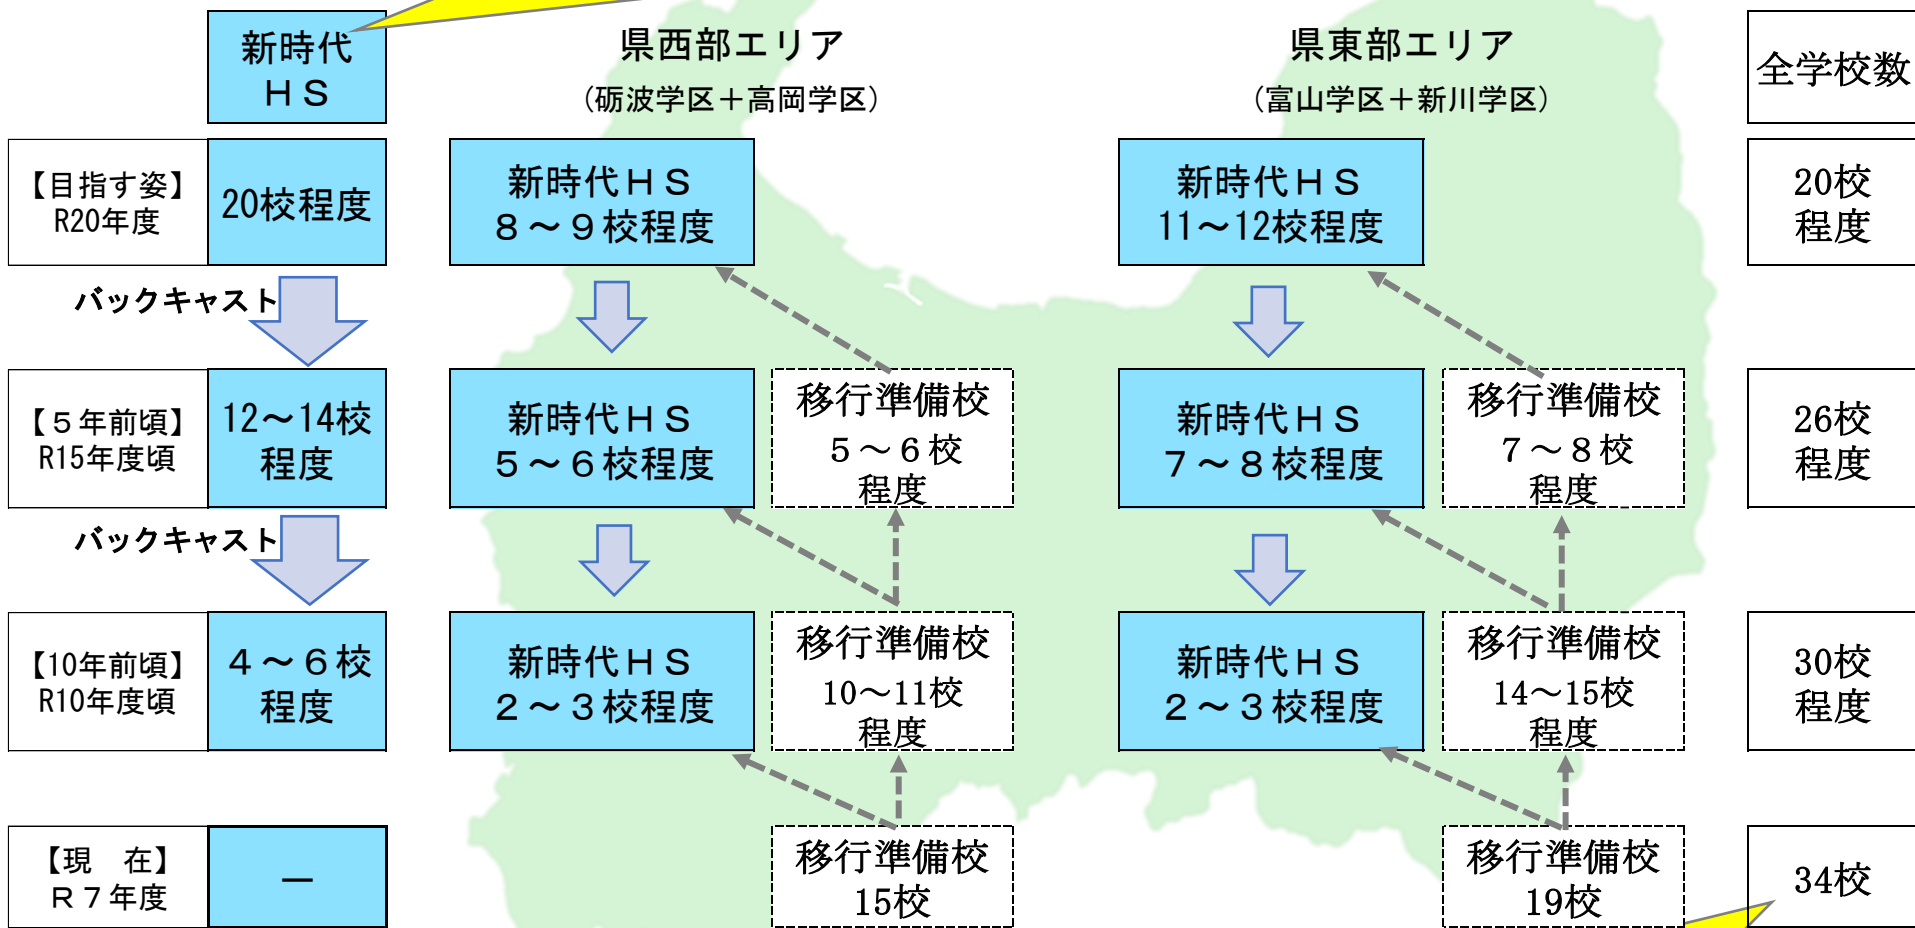 新時代
ＨＳ
県西部エリア
（砺波学区＋高岡学区）
県東部エリア
（富山学区＋新川学区）
全学校数
【目指す姿】
R20年度
20校程度
新時代ＨＳ
８～９校程度
新時代ＨＳ
11～12校程度
20校
程度
バックキャスト
【５年前頃】
R15年度頃
12～14校
程度
新時代ＨＳ
５～６校程度
移行準備校
５～６校
程度
新時代ＨＳ
７～８校程度
移行準備校
７～８校
程度
26校
程度
バックキャスト
【10年前頃】
R10年度頃
４～６校
程度
新時代ＨＳ
２～３校程度
移行準備校
10～11校
程度
新時代ＨＳ
２～３校程度
移行準備校
14～15校
程度
30校
程度
【現　在】
Ｒ７年度
－
移行準備校
15校
移行準備校
19校
34校